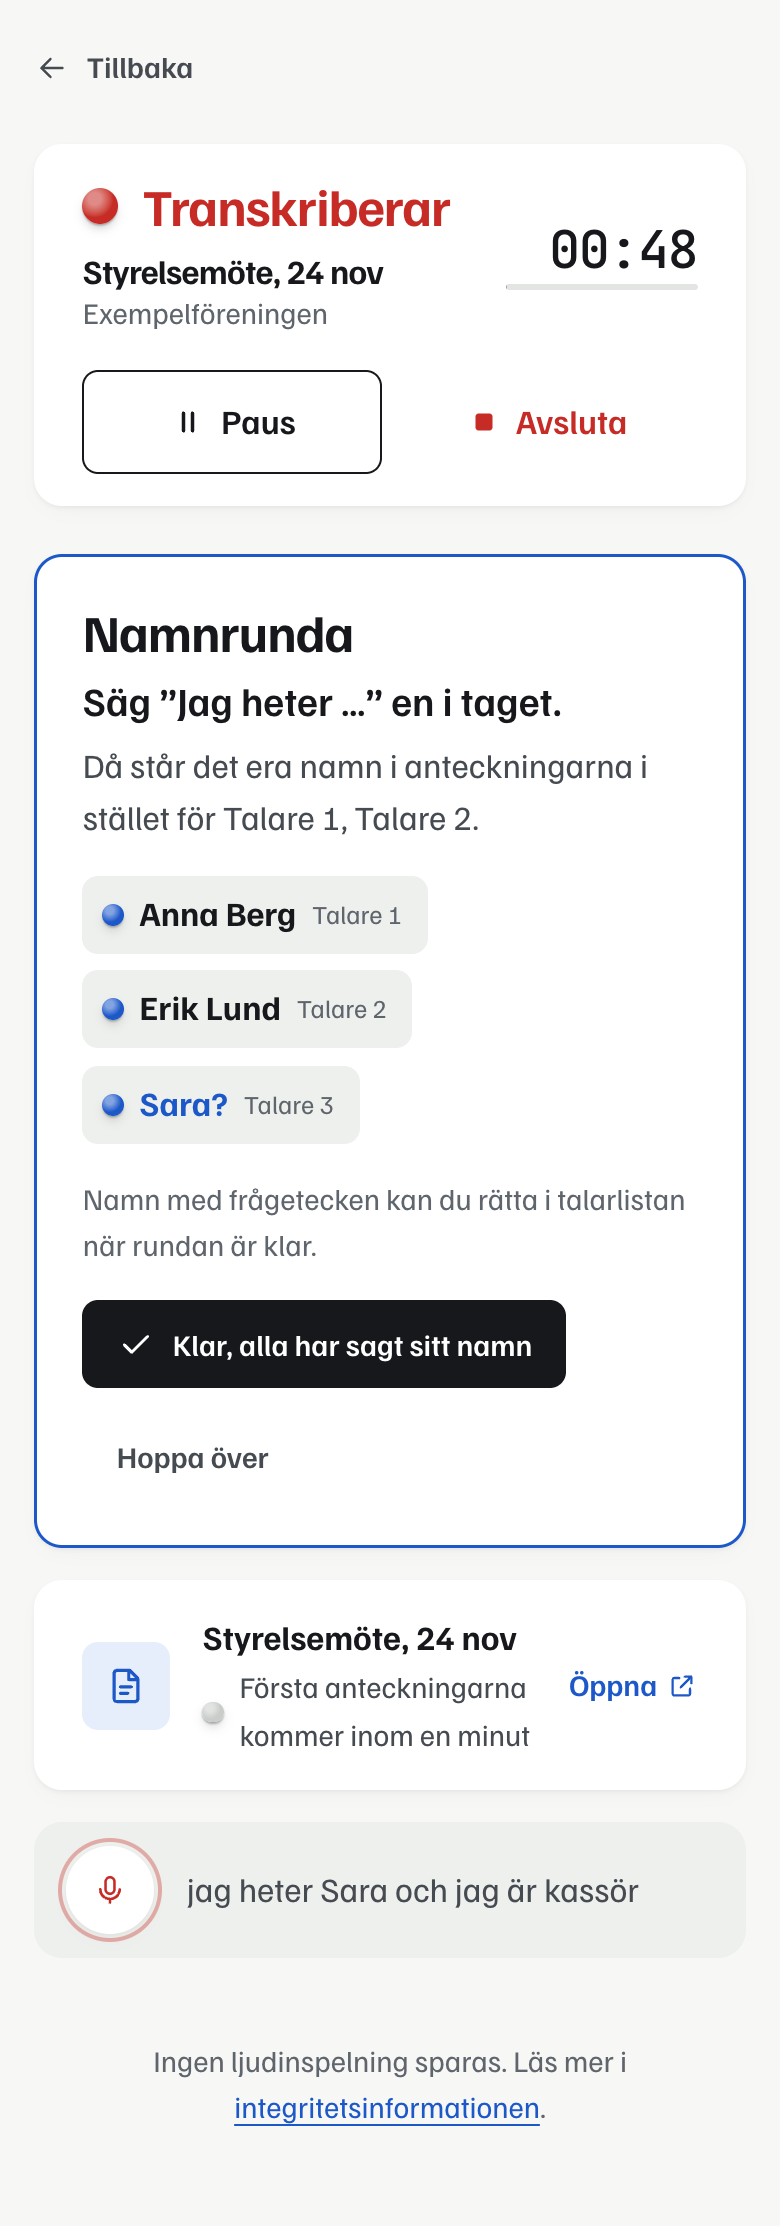 Tillbaka
Transkriberar
00:48
Styrelsemöte, 24 nov
Exempelföreningen
Paus
Avsluta
Namnrunda
Säg ”Jag heter …” en i taget.
Då står det era namn i anteckningarna i
stället för Talare 1, Talare 2.
Anna Berg Talare 1
Erik Lund Talare 2
Sara? Talare 3
Namn med frågetecken kan du rätta i talarlistan
när rundan är klar.
Klar, alla har sagt sitt namn
Hoppa över
Styrelsemöte, 24 nov
Första anteckningarna
kommer inom en minut
Öppna
jag heter Sara och jag är kassör
Ingen ljudinspelning sparas. Läs mer i
integritetsinformationen.